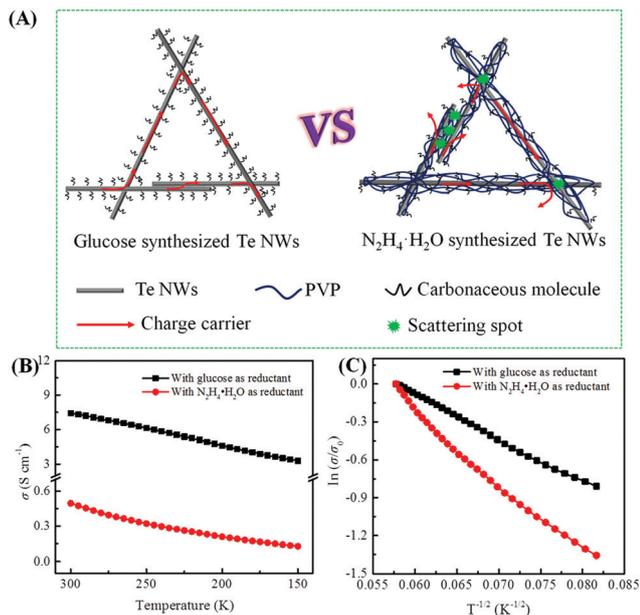 (A)
VS
Glucose synthesized Te NWs
N₂H₄·H₂O synthesized Te NWs
Te NWs
PVP
Carbonaceous molecule
Charge carrier
Scattering spot
(B)
12
9
6
3
0.6
0.3
0.0
σ (S cm⁻¹)
With glucose as reductant
With N₂H₄•H₂O as reductant
300 250 200 150
Temperature (K)
(C)
0.3
0.0
-0.3
-0.6
-0.9
-1.2
-1.5
ln (σ/σ₀)
With glucose as reductant
With N₂H₄•H₂O as reductant
0.055 0.060 0.065 0.070 0.075 0.080 0.085
T⁻¹/² (K⁻¹/²)